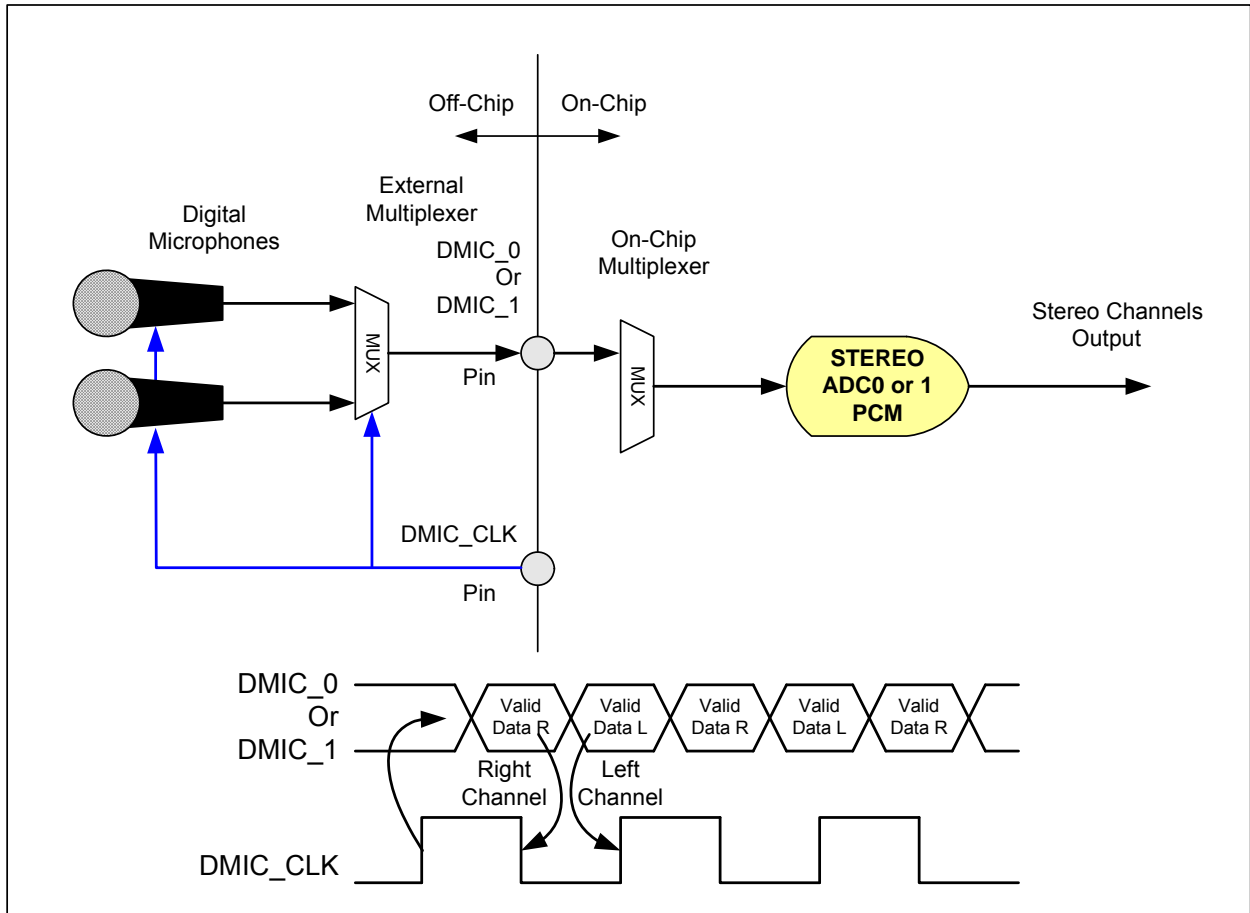 Off-Chip
On-Chip
Digital
Microphones
External
Multiplexer
DMIC_0
Or
DMIC_1
On-Chip
Multiplexer
MUX
Pin
MUX
STEREO
ADC0 or 1
PCM
Stereo Channels
Output
DMIC_CLK
Pin
DMIC_0
Or
DMIC_1
Valid
Data R
Valid
Data L
Valid
Data R
Valid
Data L
Valid
Data R
Right
Channel
Left
Channel
DMIC_CLK